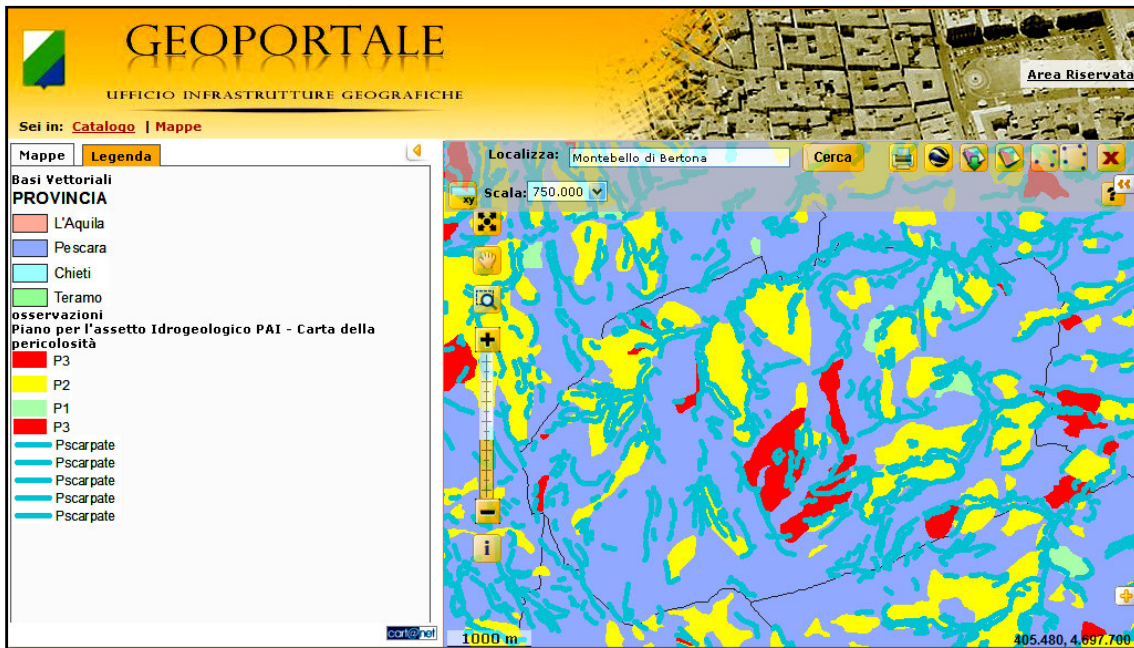 GEOPORTALE
UFFICIO INFRASTRUTTURE GEOGRAFICHE
Area Riservata
Sei in: Catalogo | Mappe
Mappe
Legenda
Basi Vettoriali
PROVINCIA
L'Aquila
Pescara
Chieti
Teramo
osservazioni
Piano per l'assetto Idrogeologico PAI - Carta della
pericolosità
P3
P2
P1
P3
Pscarpate
Pscarpate
Pscarpate
Pscarpate
Pscarpate
cart@net
Localizza: Montebello di Bertona Cerca
xy Scala: 750.000
?
i
1000 m
405.480, 4.697.700